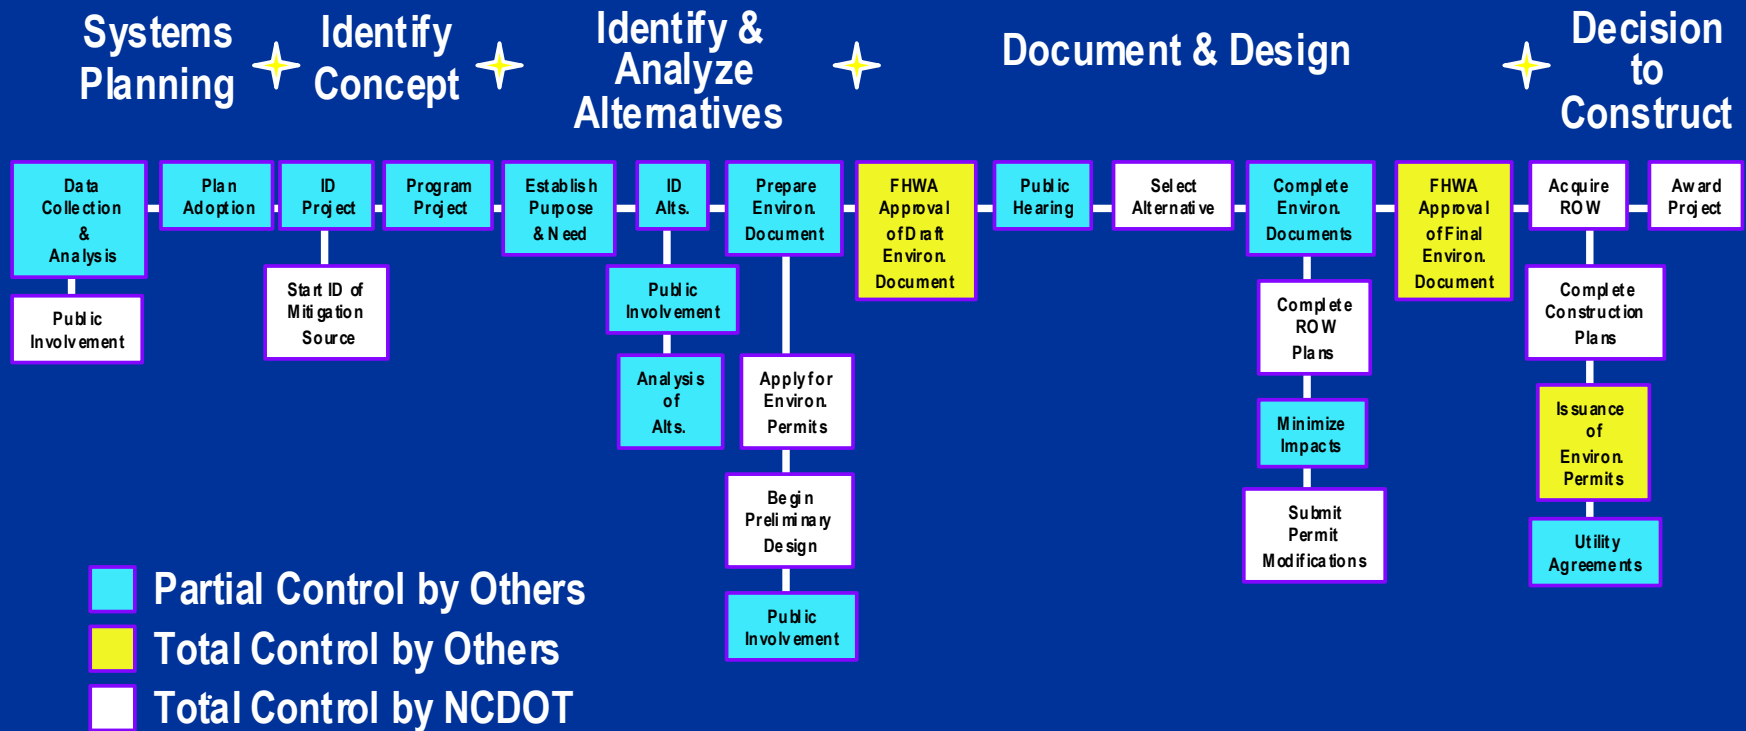 Systems
Planning
Identify
Concept
Identify &
Analyze
Alternatives
Document & Design
Decision
to
Construct
Data
Collection
&
Analysis
Plan
Adoption
ID
Project
Program
Project
Establish
Purpose
& Need
ID
Alts.
Prepare
Environ.
Document
FHWA
Approval
of Draft
Environ.
Document
Public
Hearing
Select
Alternative
Complete
Environ.
Documents
FHWA
Approval
of Final
Environ.
Document
Acquire
ROW
Award
Project
Public
Involvement
Start ID of
Mitigation
Source
Public
Involvement
Analysis
of
Alts.
Apply for
Environ.
Permits
Begin
Preliminary
Design
Public
Involvement
Complete
ROW
Plans
Minimize
Impacts
Submit
Permit
Modifications
Complete
Construction
Plans
Issuance
of
Environ.
Permits
Utility
Agreements
Partial Control by Others
Total Control by Others
Total Control by NCDOT